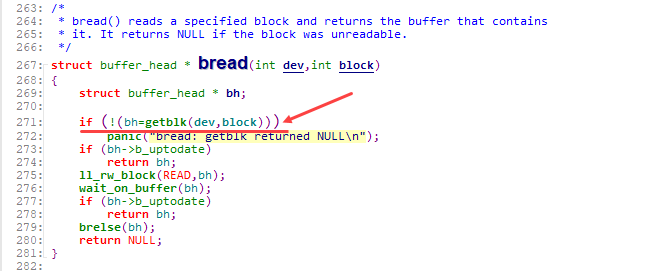 263: /*
264:  * bread() reads a specified block and returns the buffer that contains
265:  * it. It returns NULL if the block was unreadable.
266:  */
267: struct buffer_head * bread(int dev,int block)
268: {
269:     struct buffer_head * bh;
270:
271:     if (!(bh=getblk(dev,block)))
272:         panic("bread: getblk returned NULL\n");
273:     if (bh->b_uptodate)
274:         return bh;
275:     ll_rw_block(READ,bh);
276:     wait_on_buffer(bh);
277:     if (bh->b_uptodate)
278:         return bh;
279:     brelse(bh);
280:     return NULL;
281: }
282: